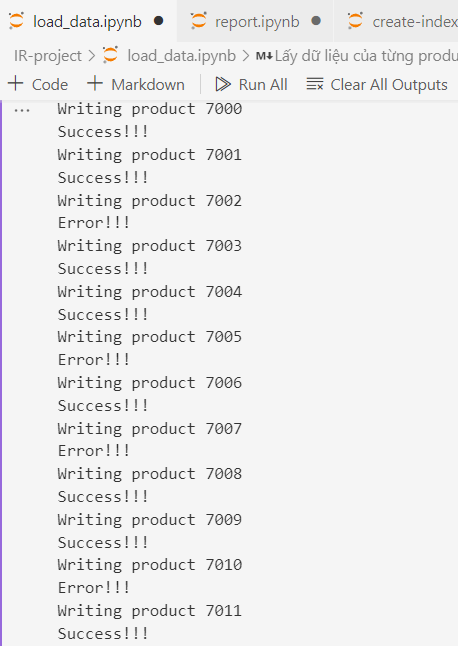 load_data.ipynb ● report.ipynb ● create-index
IR-project > load_data.ipynb > M↓Lấy dữ liệu của từng produ
+ Code + Markdown Run All Clear All Outputs
... Writing product 7000
Success!!!
Writing product 7001
Success!!!
Writing product 7002
Error!!!
Writing product 7003
Success!!!
Writing product 7004
Success!!!
Writing product 7005
Error!!!
Writing product 7006
Success!!!
Writing product 7007
Error!!!
Writing product 7008
Success!!!
Writing product 7009
Success!!!
Writing product 7010
Error!!!
Writing product 7011
Success!!!